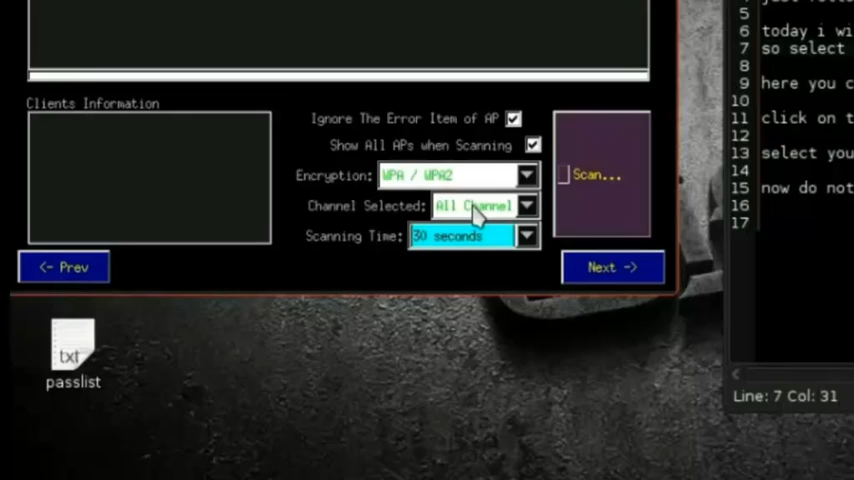 Clients Information
Ignore The Error Item of AP
Show All APs when Scanning
Encryption: WPA / WPA2
Channel Selected: All Channel
Scanning Time: 30 seconds
Scan...
<- Prev
Next ->
txt
passlist
5
6 today i wi
7 so select
8
9 here you c
10
11 click on t
12
13 select you
14
15 now do not
16
17
Line: 7 Col: 31